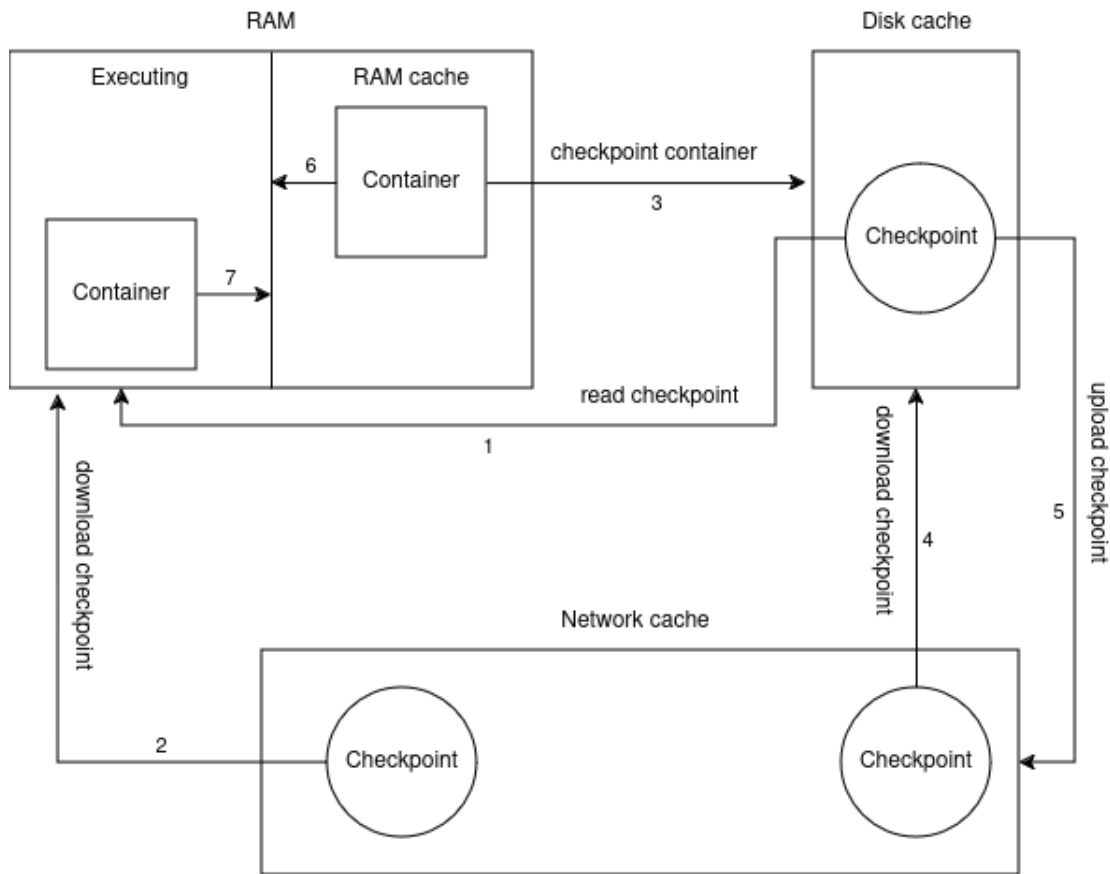 RAM
Disk cache
Executing
RAM cache
Container
6
checkpoint container
3
Checkpoint
Container
7
read checkpoint
1
download checkpoint
download checkpoint
4
5
upload checkpoint
Network cache
2
Checkpoint
Checkpoint